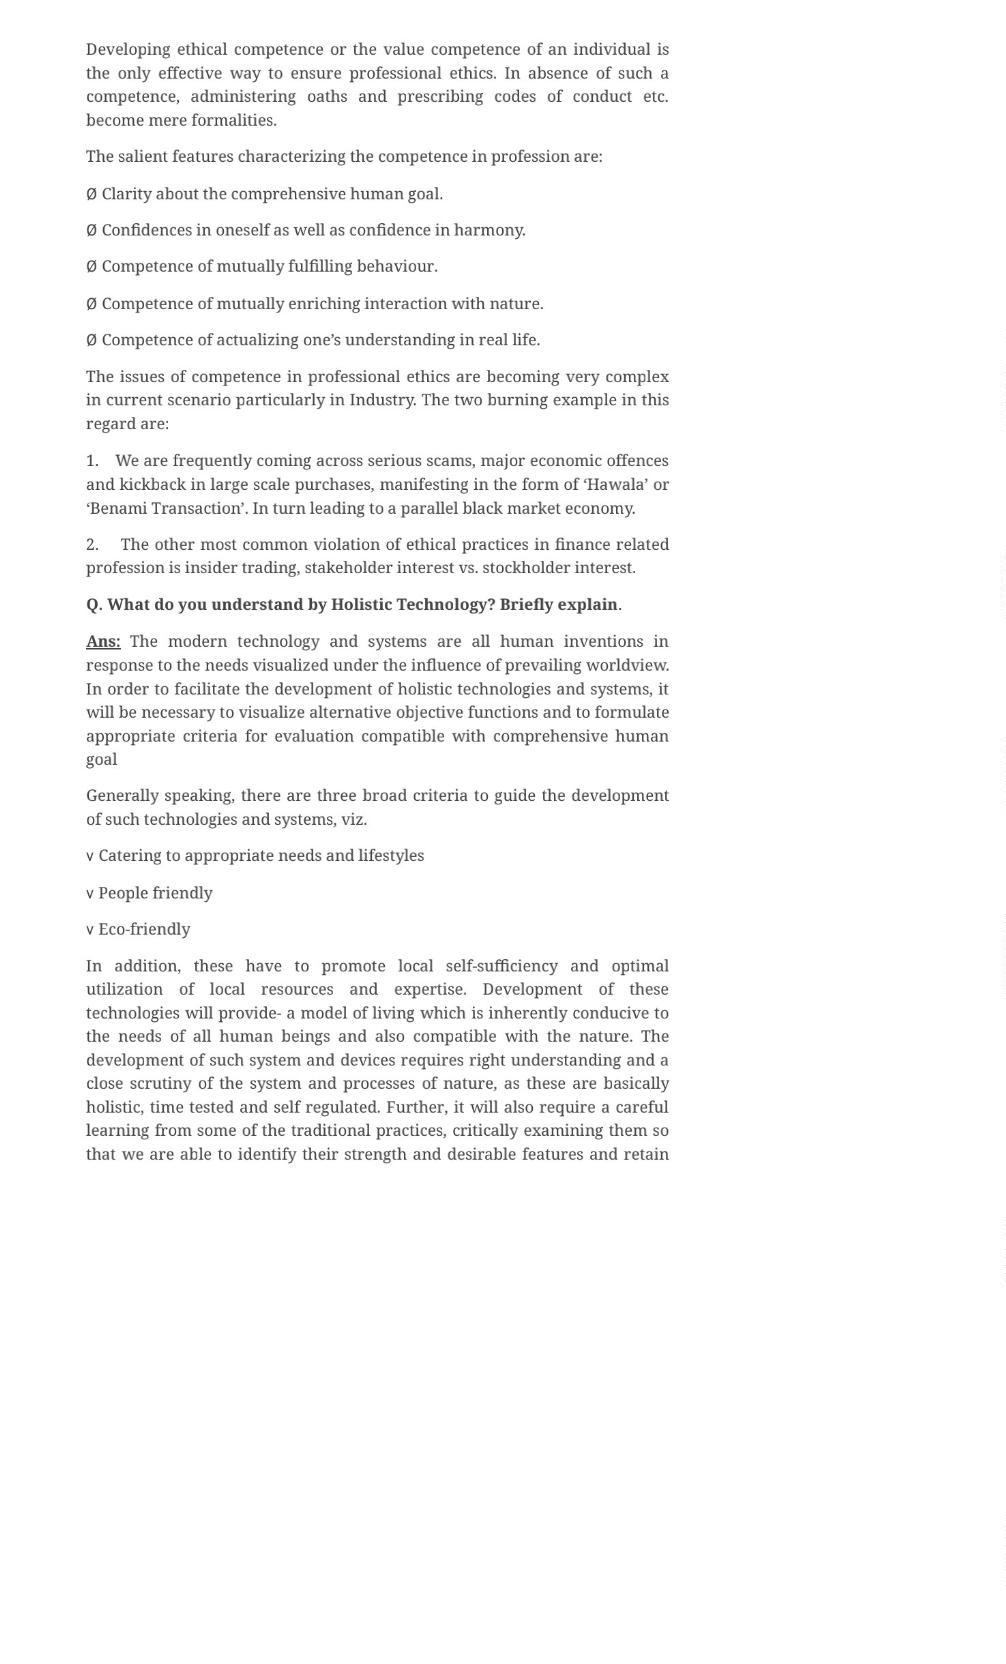 Developing ethical competence or the value competence of an individual is
the only effective way to ensure professional ethics. In absence of such a
competence, administering oaths and prescribing codes of conduct etc.
become mere formalities.
The salient features characterizing the competence in profession are:
Ø Clarity about the comprehensive human goal.
Ø Confidences in oneself as well as confidence in harmony.
Ø Competence of mutually fulfilling behaviour.
Ø Competence of mutually enriching interaction with nature.
Ø Competence of actualizing one’s understanding in real life.
The issues of competence in professional ethics are becoming very complex
in current scenario particularly in Industry. The two burning example in this
regard are:
1. We are frequently coming across serious scams, major economic offences
and kickback in large scale purchases, manifesting in the form of ‘Hawala’ or
‘Benami Transaction’. In turn leading to a parallel black market economy.
2. The other most common violation of ethical practices in finance related
profession is insider trading, stakeholder interest vs. stockholder interest.
Q. What do you understand by Holistic Technology? Briefly explain.
Ans: The modern technology and systems are all human inventions in
response to the needs visualized under the influence of prevailing worldview.
In order to facilitate the development of holistic technologies and systems, it
will be necessary to visualize alternative objective functions and to formulate
appropriate criteria for evaluation compatible with comprehensive human
goal
Generally speaking, there are three broad criteria to guide the development
of such technologies and systems, viz.
v Catering to appropriate needs and lifestyles
v People friendly
v Eco-friendly
In addition, these have to promote local self-sufficiency and optimal
utilization of local resources and expertise. Development of these
technologies will provide- a model of living which is inherently conducive to
the needs of all human beings and also compatible with the nature. The
development of such system and devices requires right understanding and a
close scrutiny of the system and processes of nature, as these are basically
holistic, time tested and self regulated. Further, it will also require a careful
learning from some of the traditional practices, critically examining them so
that we are able to identify their strength and desirable features and retain